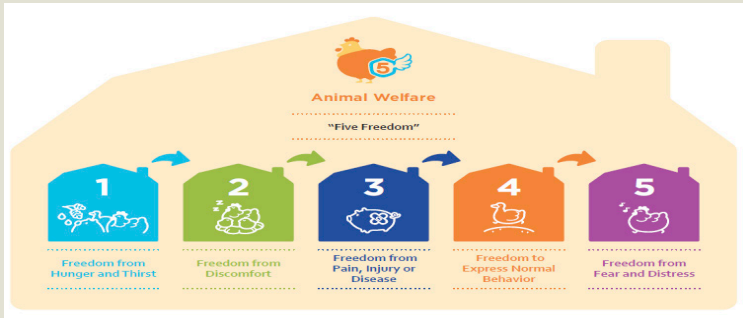 5
Animal Welfare
"Five Freedom"
1
2
3
4
5
z z
Freedom from
Hunger and Thirst
Freedom from
Discomfort
Freedom from
Pain, Injury or
Disease
Freedom to
Express Normal
Behavior
Freedom from
Fear and Distress